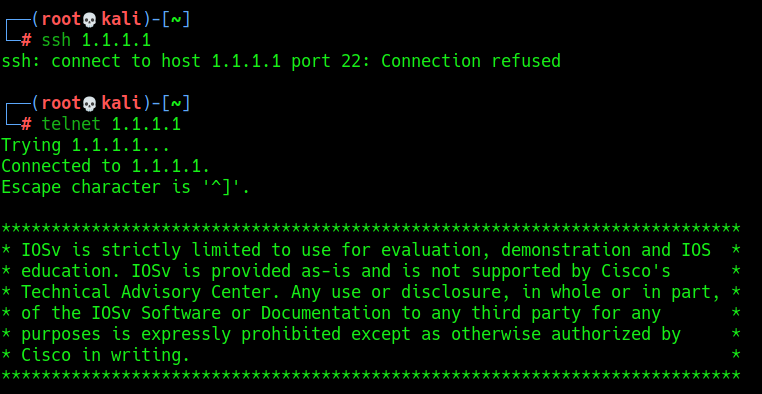 ┌──(root💀kali)-[~]
└─# ssh 1.1.1.1
ssh: connect to host 1.1.1.1 port 22: Connection refused
┌──(root💀kali)-[~]
└─# telnet 1.1.1.1
Trying 1.1.1.1...
Connected to 1.1.1.1.
Escape character is '^]'.
**************************************************************************
* IOSv is strictly limited to use for evaluation, demonstration and IOS  *
* education. IOSv is provided as-is and is not supported by Cisco's      *
* Technical Advisory Center. Any use or disclosure, in whole or in part, *
* of the IOSv Software or Documentation to any third party for any       *
* purposes is expressly prohibited except as otherwise authorized by     *
* Cisco in writing.                                                      *
**************************************************************************